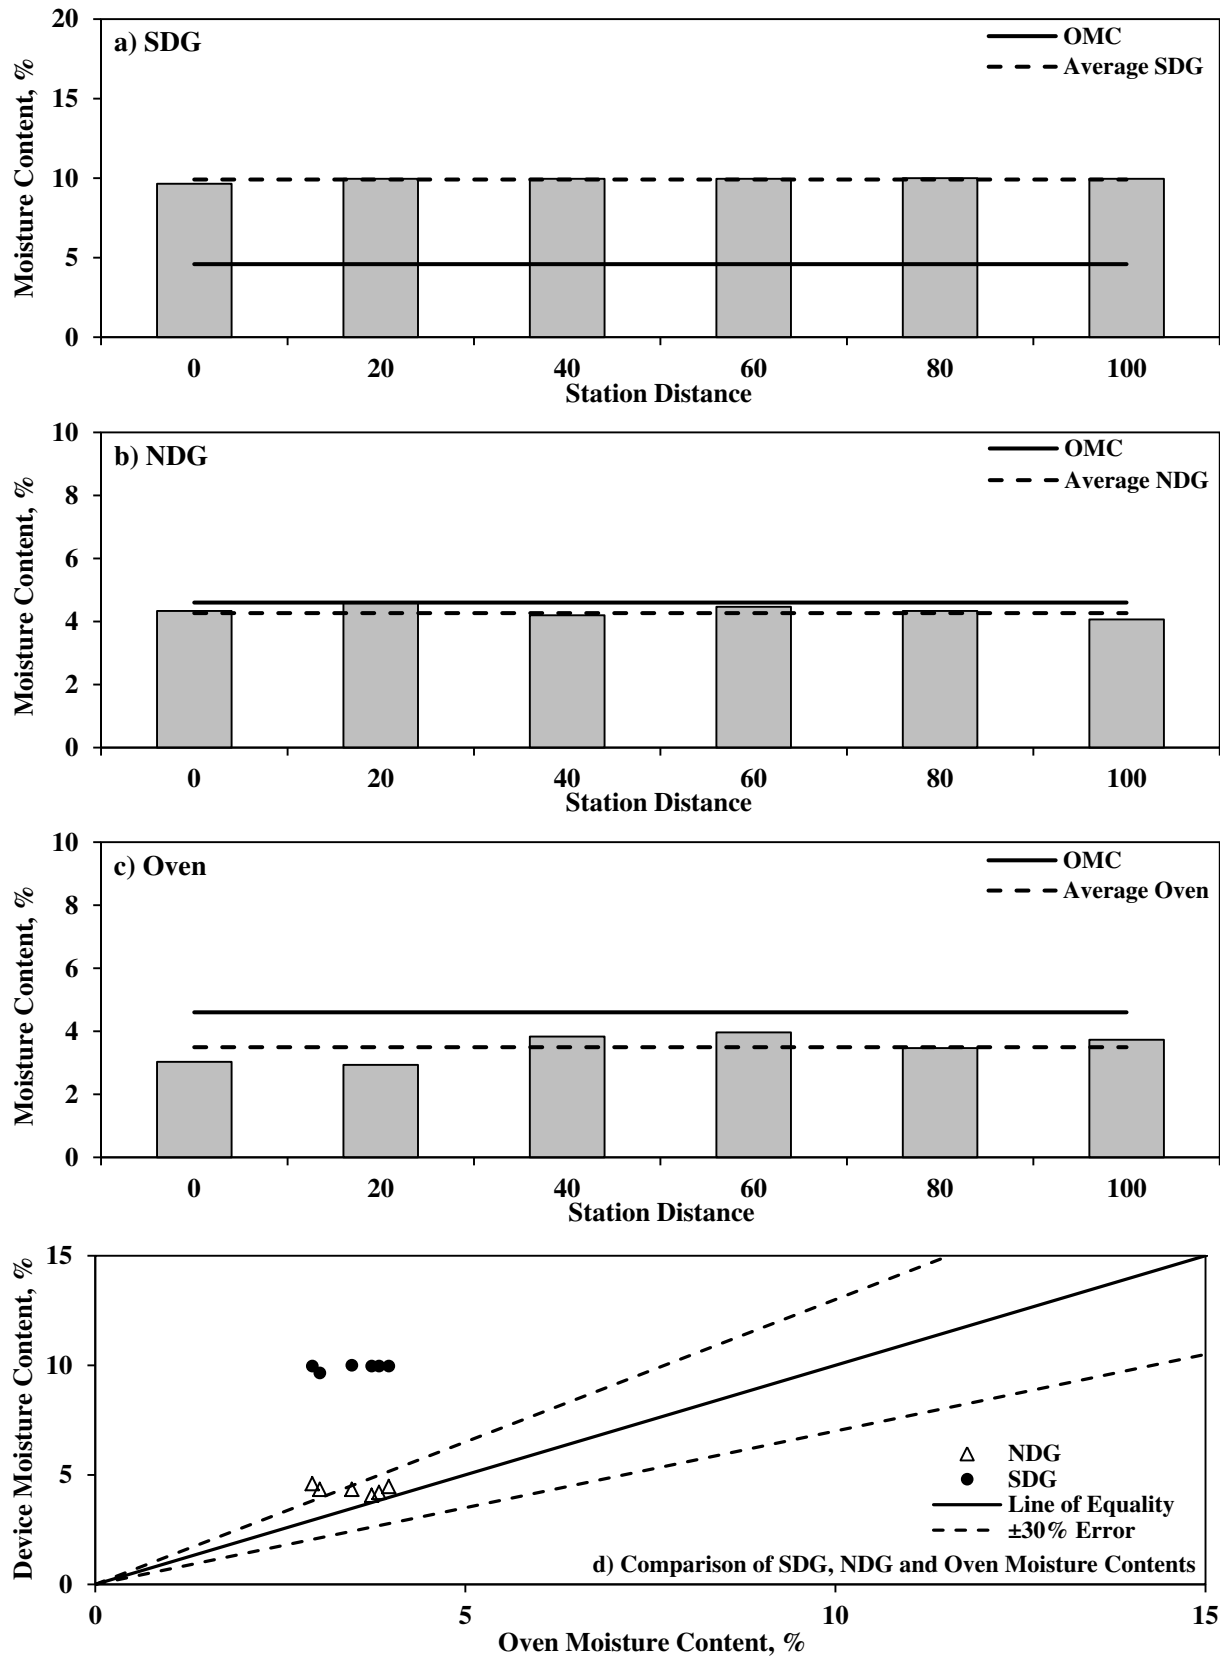 a) SDG
OMC
Average SDG
Moisture Content, %
20
15
10
5
0
0 20 40 60 80 100
Station Distance
b) NDG
OMC
Average NDG
Moisture Content, %
10
8
6
4
2
0
0 20 40 60 80 100
Station Distance
c) Oven
OMC
Average Oven
Moisture Content, %
10
8
6
4
2
0
0 20 40 60 80 100
Station Distance
Device Moisture Content, %
15
10
5
0
NDG
SDG
Line of Equality
±30% Error
d) Comparison of SDG, NDG and Oven Moisture Contents
0 5 10 15
Oven Moisture Content, %